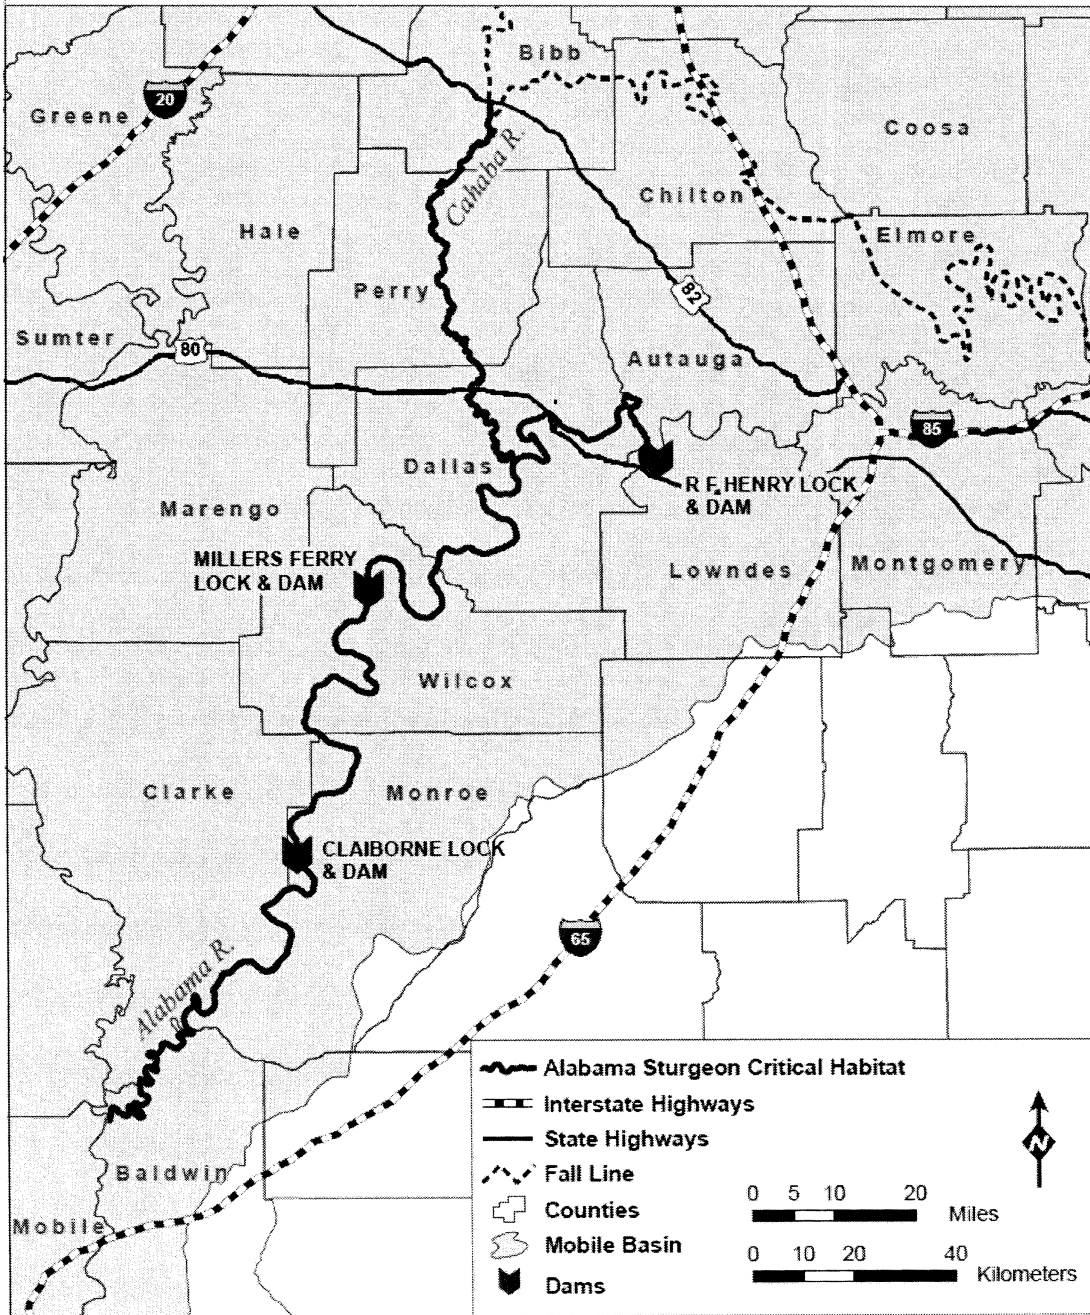 Bibb
20
Greene
Coosa
Cahaba R.
Chilton
Hale
Elmore
Perry
82
Sumter
80
Autauga
85
Dallas
R F. HENRY LOCK
& DAM
Marengo
MILLERS FERRY
LOCK & DAM
Lowndes
Montgomery
Wilcox
Clarke
Monroe
CLAIBORNE LOCK
& DAM
65
Alabama R.
Baldwin
Mobile
Alabama Sturgeon Critical Habitat
Interstate Highways
State Highways
Fall Line
Counties
Mobile Basin
Dams
N
0 5 10 20
Miles
0 10 20 40
Kilometers